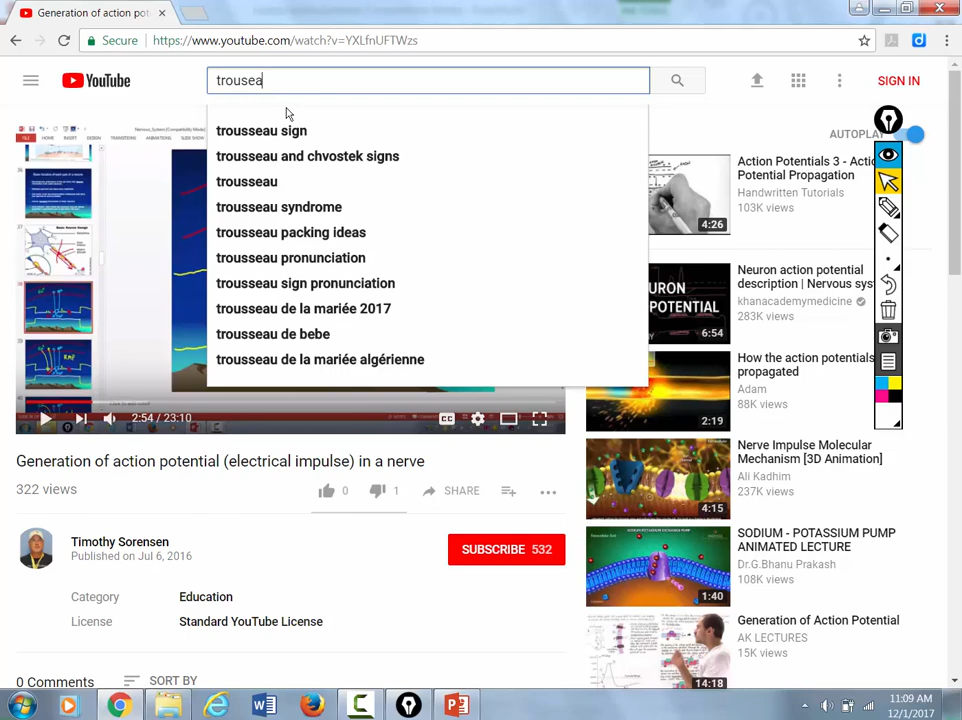 Generation of action pot
Secure
https://www.youtube.com/watch?v=YXLfnUFTWzs
YouTube
trousea
SIGN IN
trousseau sign
trousseau and chvostek signs
trousseau
trousseau syndrome
trousseau packing ideas
trousseau pronunciation
trousseau sign pronunciation
trousseau de la mariée 2017
trousseau de bebe
trousseau de la mariée algérienne
2:54 / 23:10
CC
Generation of action potential (electrical impulse) in a nerve
322 views
0
1
SHARE
Timothy Sorensen
Published on Jul 6, 2016
SUBSCRIBE 532
Category
Education
License
Standard YouTube License
0 Comments
SORT BY
AUTOPLAY
Action Potentials 3 - Actic
Potential Propagation
Handwritten Tutorials
103K views
4:26
Neuron action potential
description | Nervous sys
khanacademymedicine
283K views
6:54
How the action potentials
propagated
Adam
88K views
2:19
Nerve Impulse Molecular
Mechanism [3D Animation]
Ali Kadhim
237K views
4:15
SODIUM - POTASSIUM PUMP
ANIMATED LECTURE
Dr.G.Bhanu Prakash
108K views
1:40
Generation of Action Potential
AK LECTURES
15K views
14:18
11:09 AM
12/1/2017